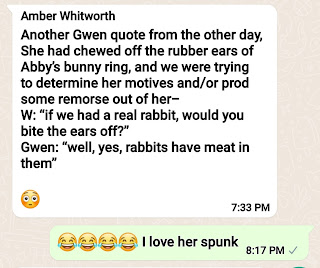 Amber Whitworth
Another Gwen quote from the other day,
She had chewed off the rubber ears of
Abby's bunny ring, and we were trying
to determine her motives and/or prod
some remorse out of her–
W: "if we had a real rabbit, would you
bite the ears off?"
Gwen: "well, yes, rabbits have meat in
them"
😳
7:33 PM
😂😂😂😂 I love her spunk 8:17 PM ✓